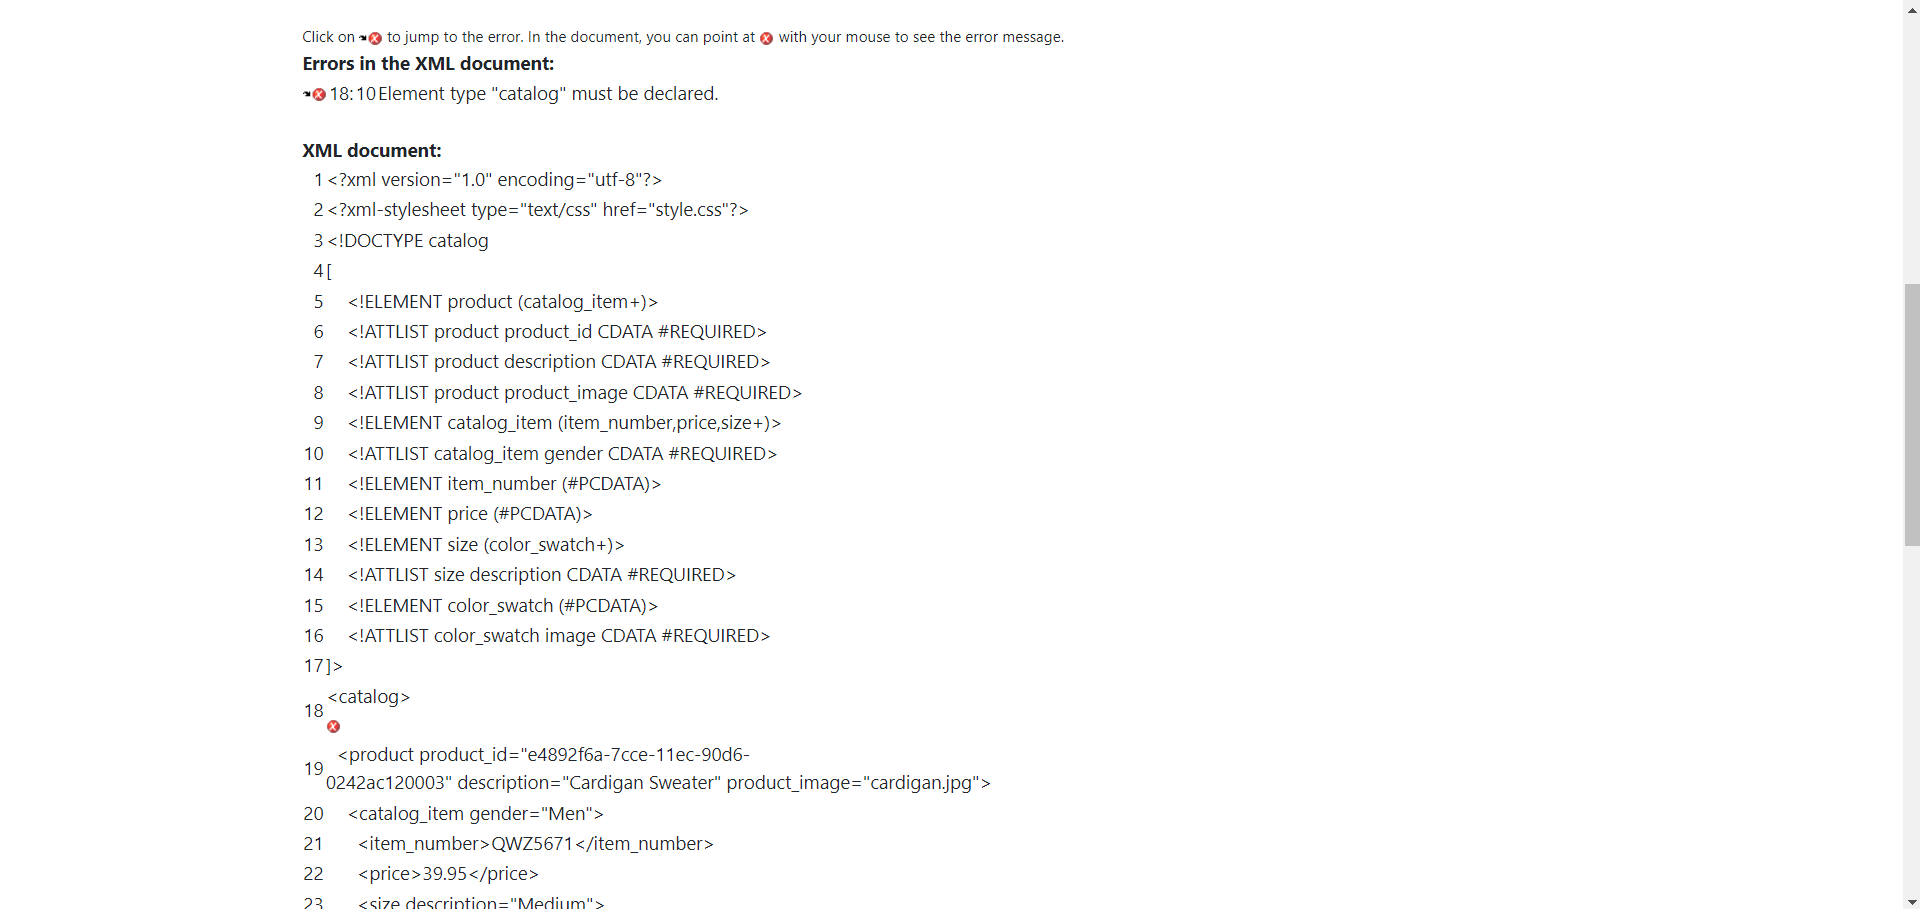 Click on to jump to the error. In the document, you can point at with your mouse to see the error message.
Errors in the XML document:
18:10 Element type "catalog" must be declared.
XML document:
1 <?xml version="1.0" encoding="utf-8"?>
2 <?xml-stylesheet type="text/css" href="style.css"?>
3 <!DOCTYPE catalog
4 [
5 <!ELEMENT product (catalog_item+)>
6 <!ATTLIST product product_id CDATA #REQUIRED>
7 <!ATTLIST product description CDATA #REQUIRED>
8 <!ATTLIST product product_image CDATA #REQUIRED>
9 <!ELEMENT catalog_item (item_number,price,size+)>
10 <!ATTLIST catalog_item gender CDATA #REQUIRED>
11 <!ELEMENT item_number (#PCDATA)>
12 <!ELEMENT price (#PCDATA)>
13 <!ELEMENT size (color_swatch+)>
14 <!ATTLIST size description CDATA #REQUIRED>
15 <!ELEMENT color_swatch (#PCDATA)>
16 <!ATTLIST color_swatch image CDATA #REQUIRED>
17 ]>
18 <catalog>
19 <product product_id="e4892f6a-7cce-11ec-90d6-
0242ac120003" description="Cardigan Sweater" product_image="cardigan.jpg">
20 <catalog_item gender="Men">
21 <item_number>QWZ5671</item_number>
22 <price>39.95</price>
23 <size description="Medium">